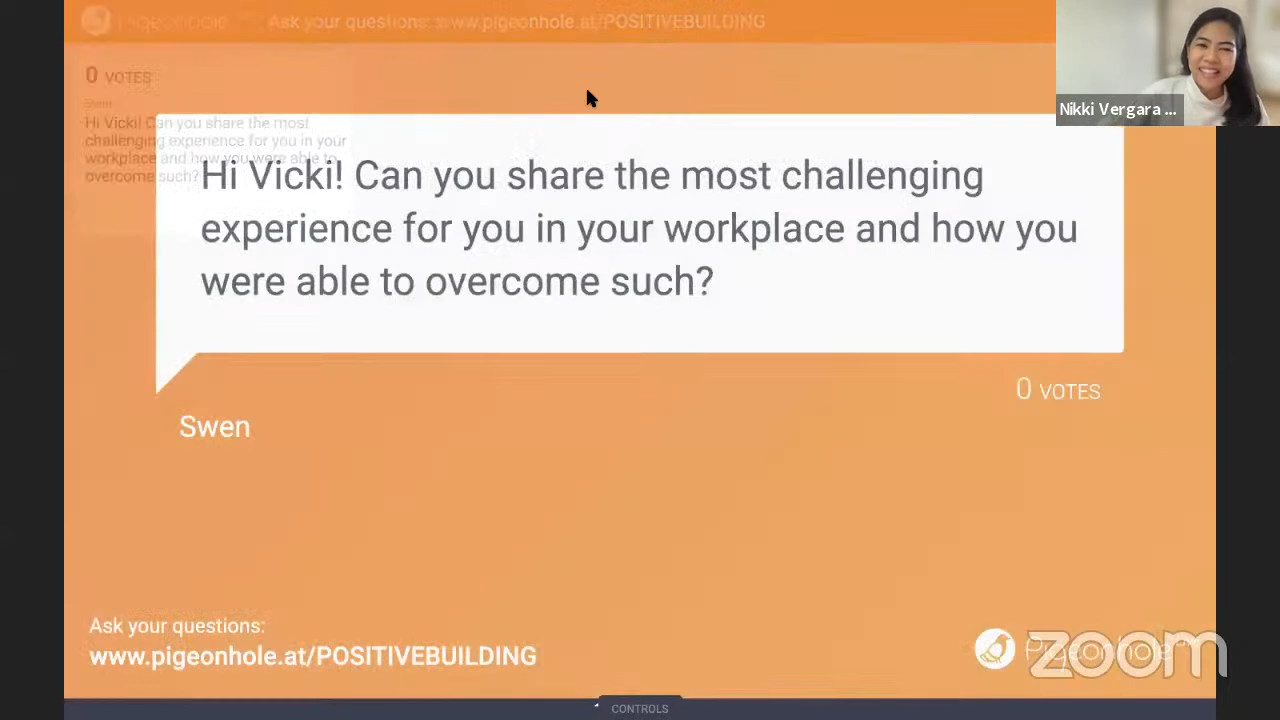 Pigeonhole Ask your questions: www.pigeonhole.at/POSITIVEBUILDING
0 VOTES
Swen
Hi Vicki! Can you share the most
challenging experience for you in your
workplace and how you were able to
overcome such?
Nikki Vergara ...
Hi Vicki! Can you share the most challenging
experience for you in your workplace and how you
were able to overcome such?
0 VOTES
Swen
Ask your questions:
www.pigeonhole.at/POSITIVEBUILDING
Pigeonhole
zoom
CONTROLS